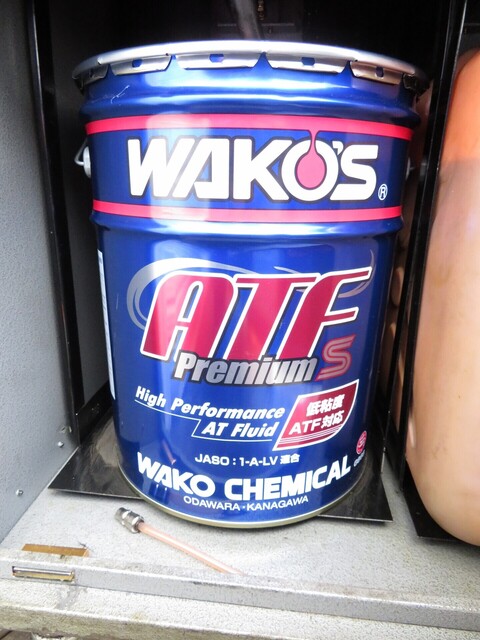 WAKO'S®
ATF
Premium S
High Performance
AT Fluid
低粘度
ATF対応
JASO:1-A-LV 適合
WAKO CHEMICAL
ODAWARA·KANAGAWA